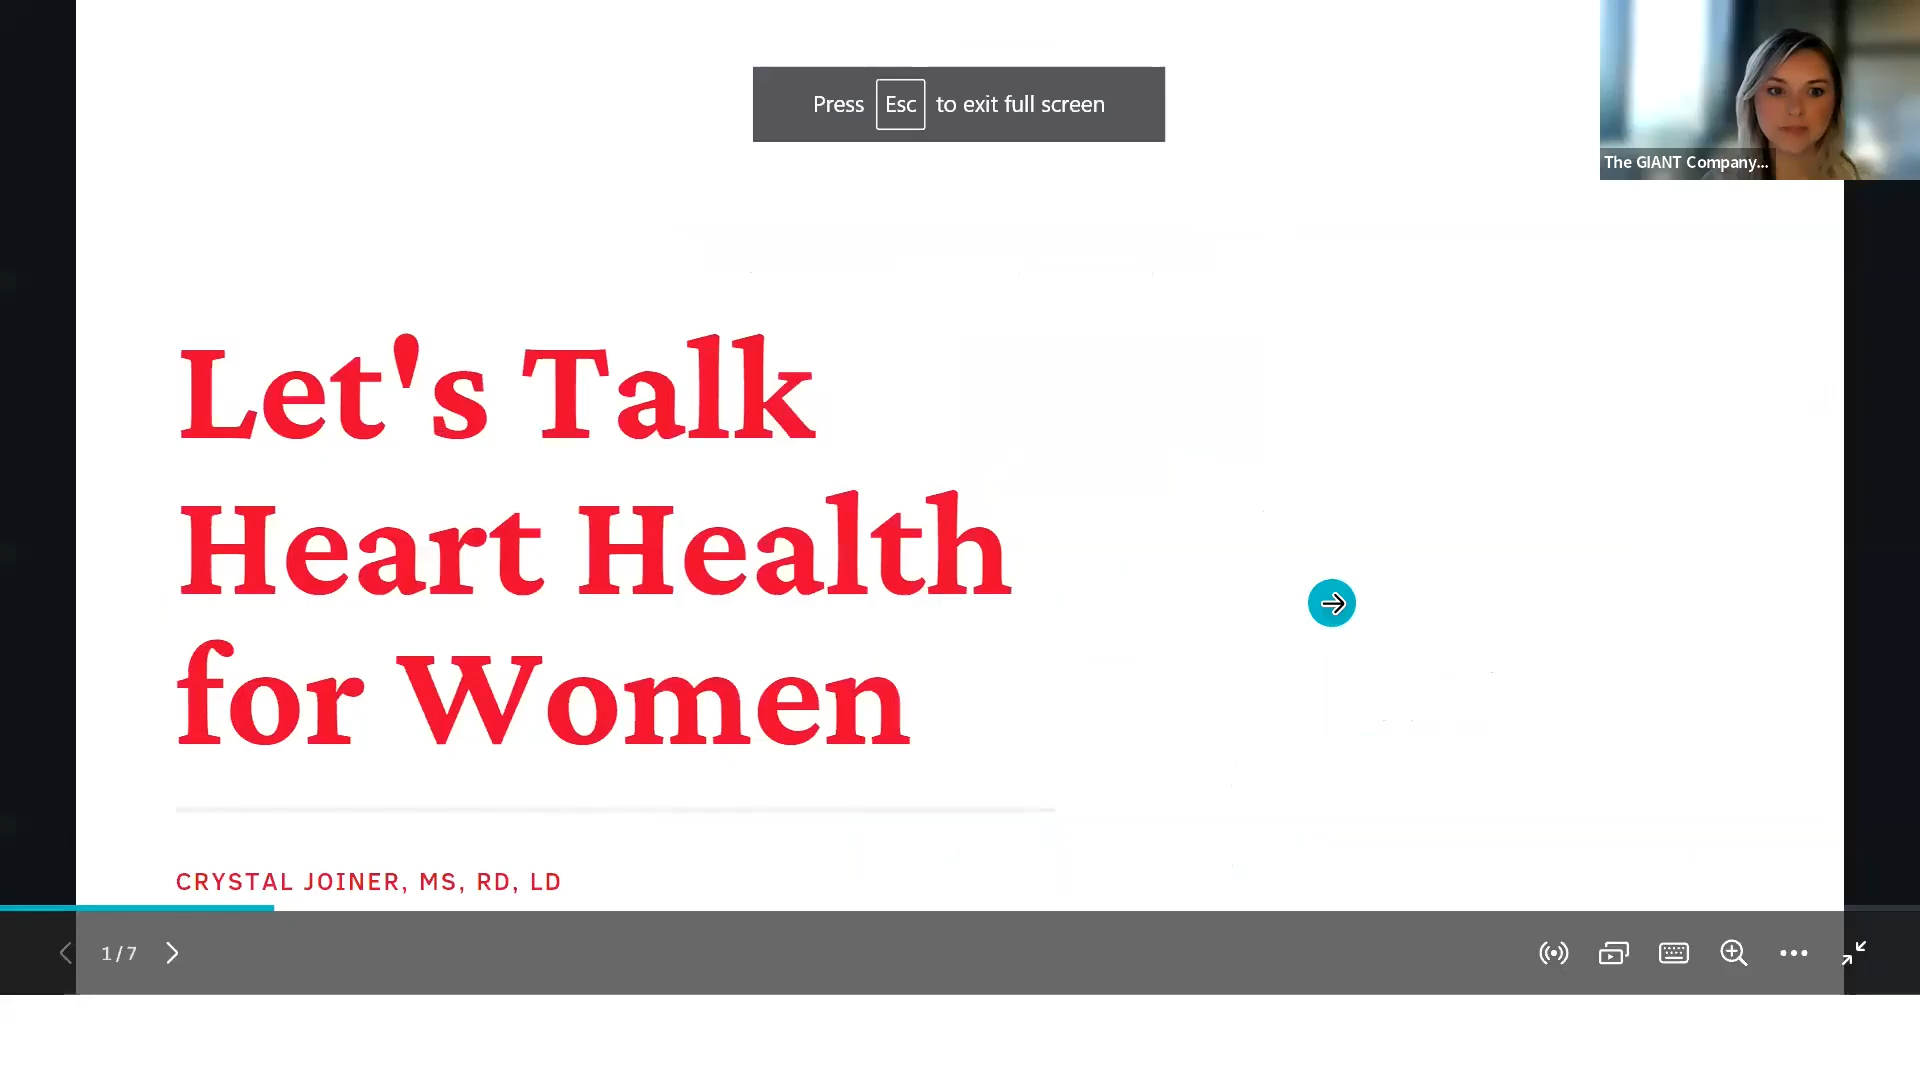 Press Esc to exit full screen
The GIANT Company...
Let's Talk
Heart Health
for Women
CRYSTAL JOINER, MS, RD, LD
1/7